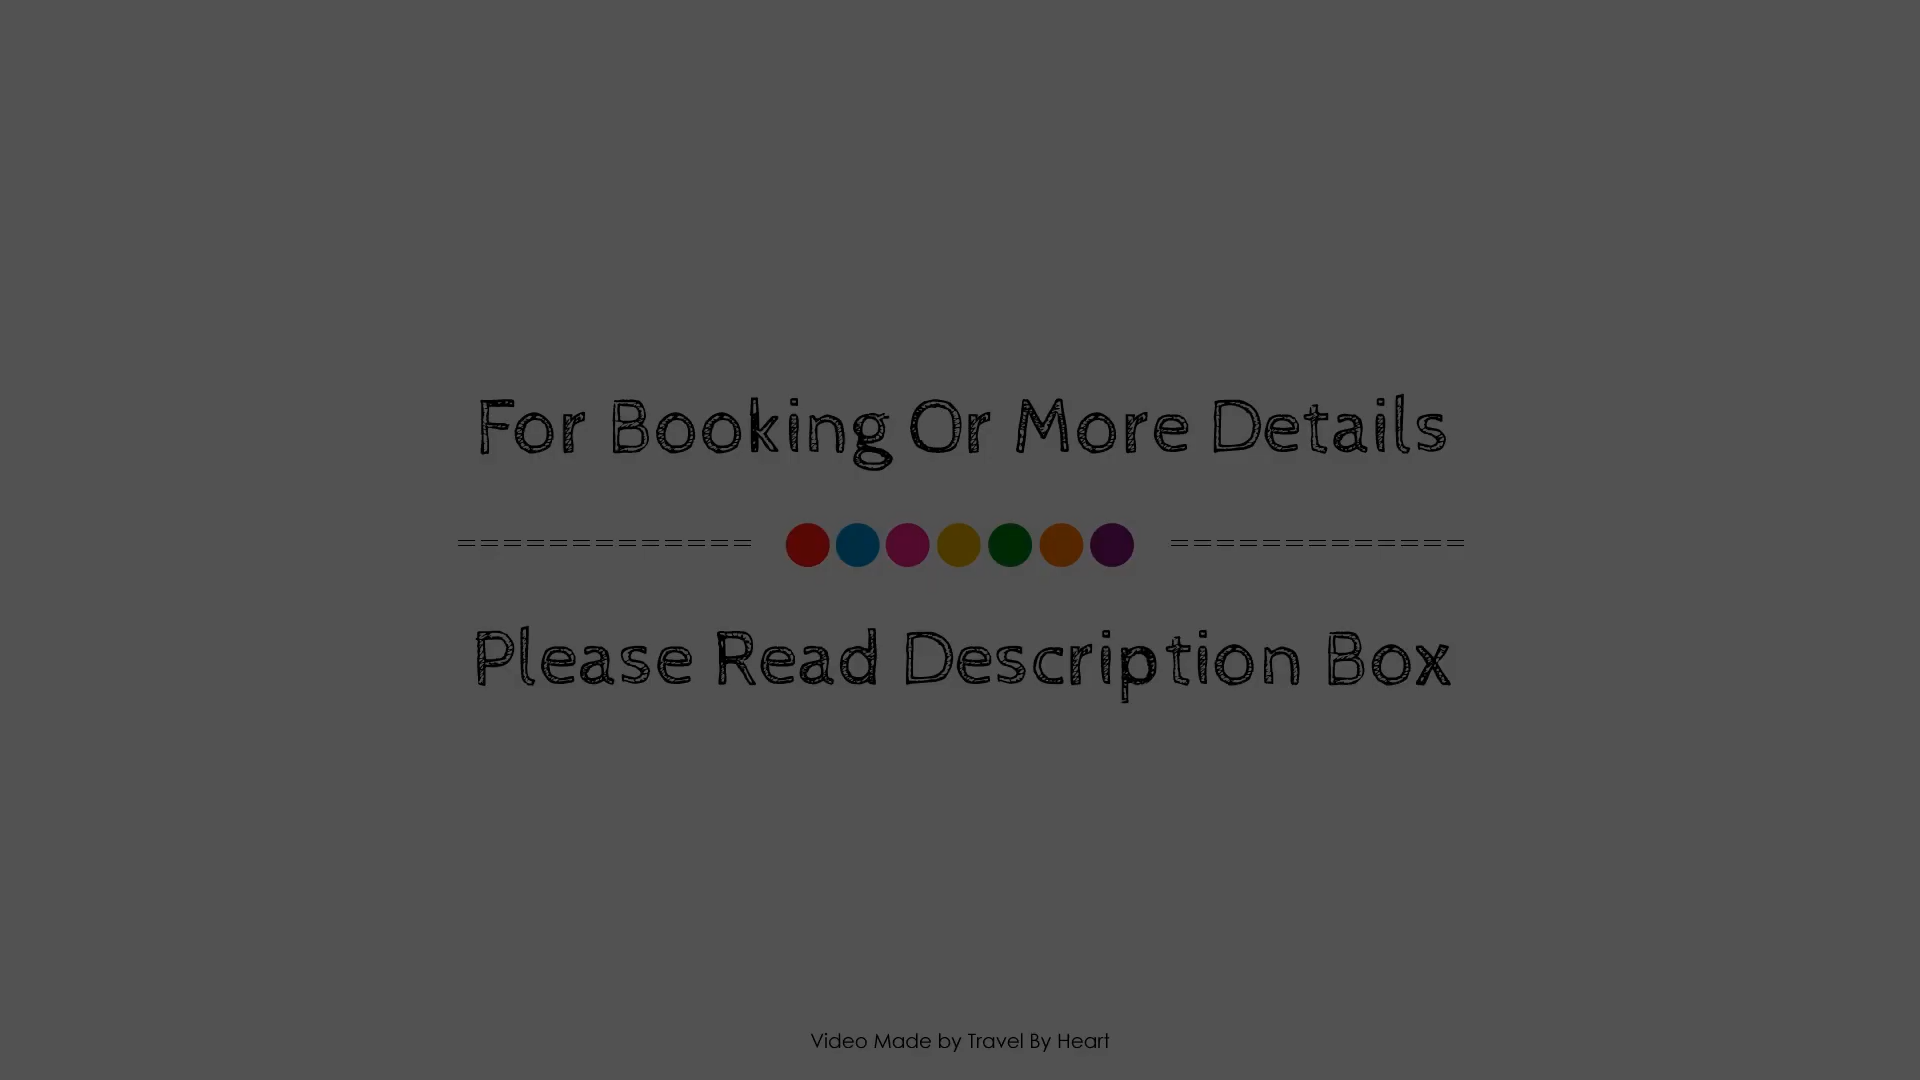 For Booking Or More Details
============= =============
Please Read Description Box
Video Made by Travel By Heart